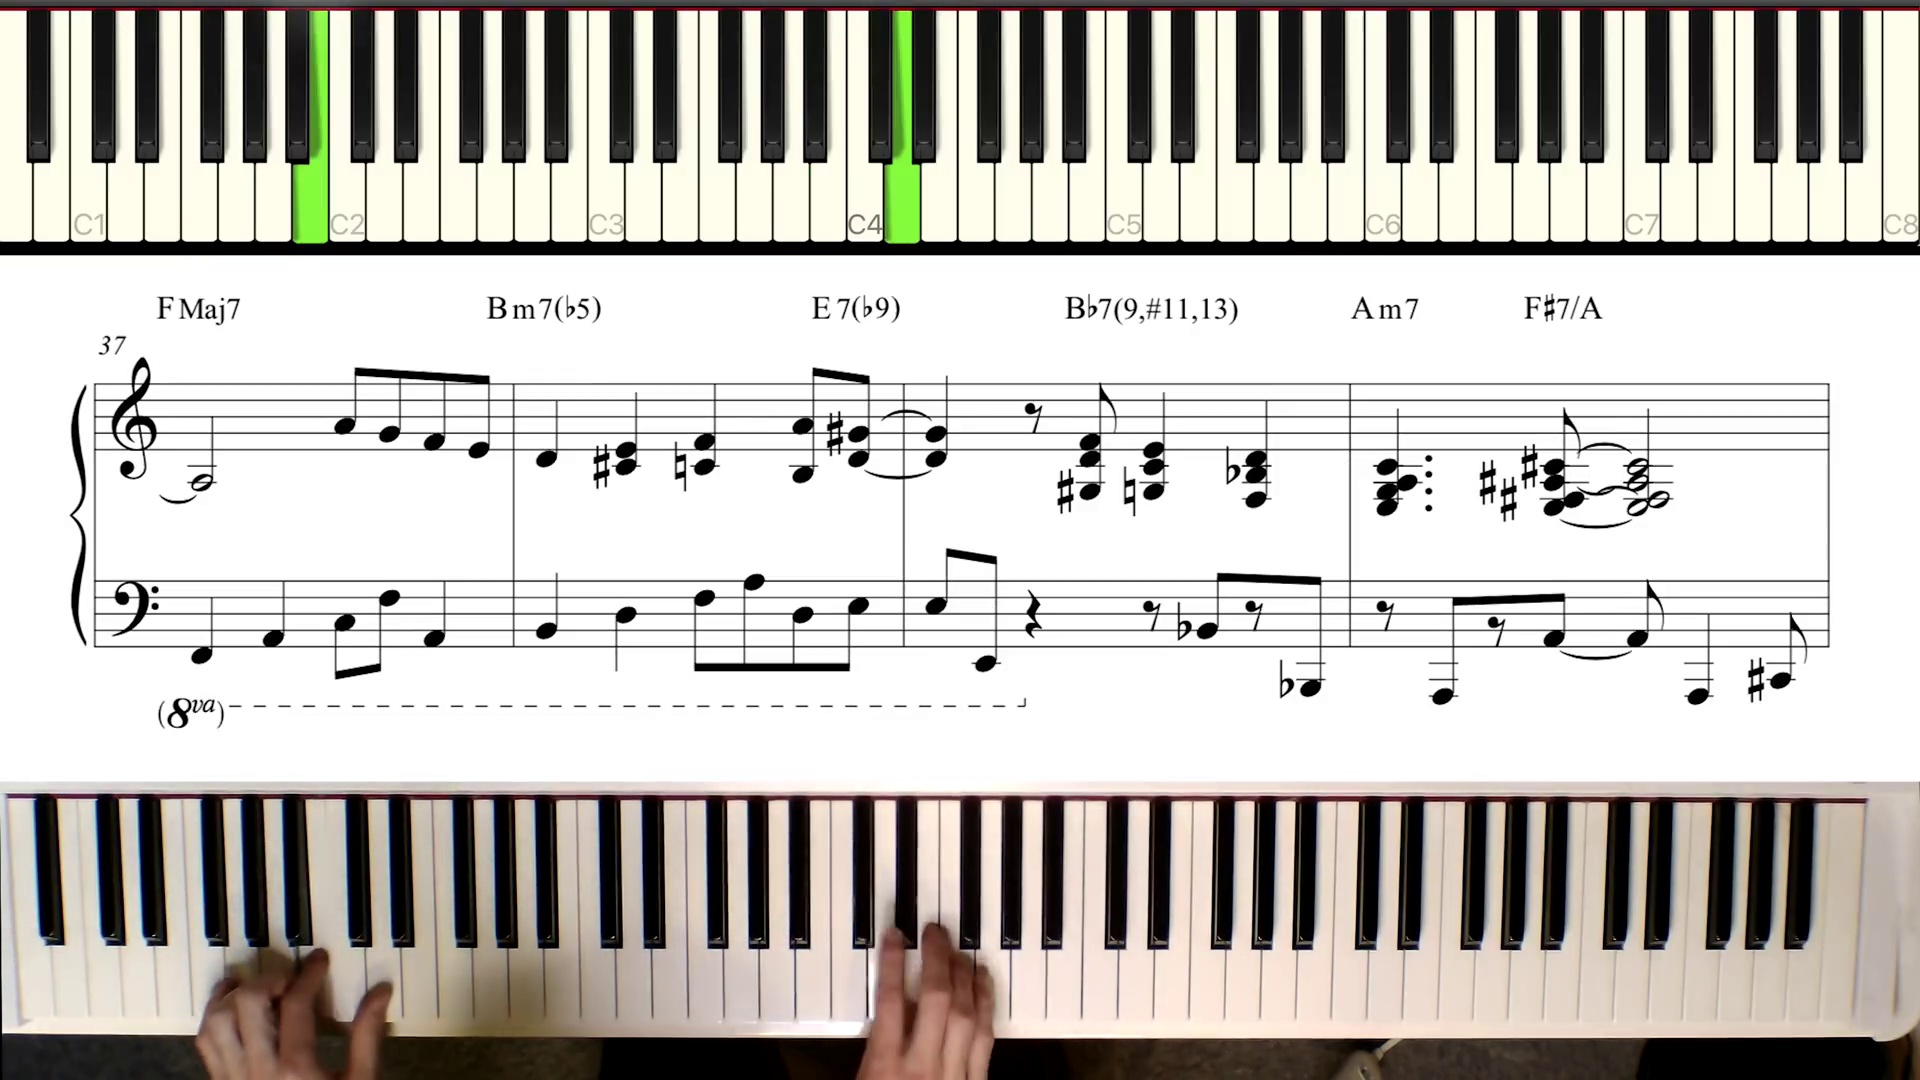 C1 C2 C3 C4 C5 C6 C7 C8
F Maj7 B m7(♭5) E 7(♭9) B♭7(9,#11,13) A m7 F♯7/A
37
(8va)